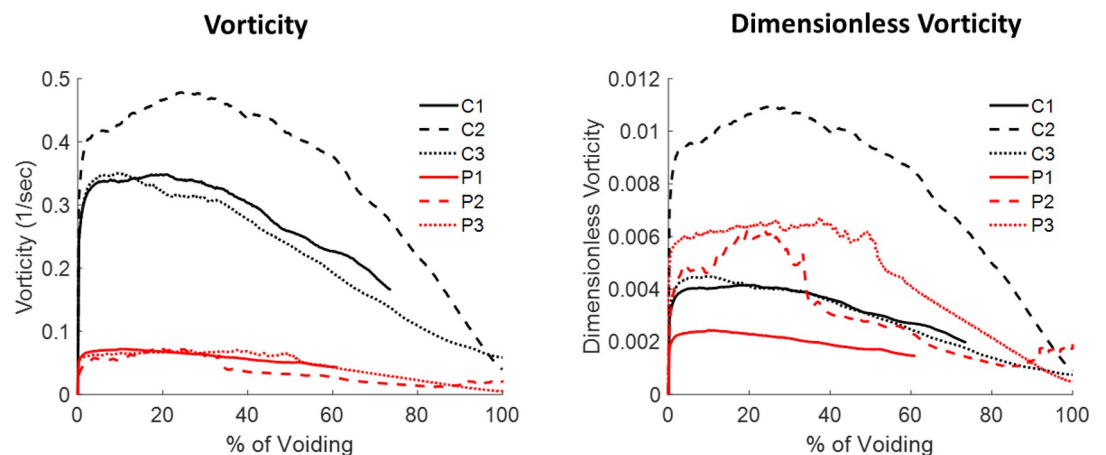 Vorticity
0.5
0.4
0.3
0.2
0.1
0
Vorticity (1/sec)
0 20 40 60 80 100
% of Voiding
C1
C2
C3
P1
P2
P3
Dimensionless Vorticity
0.012
0.01
0.008
0.006
0.004
0.002
0
Dimensionless Vorticity
0 20 40 60 80 100
% of Voiding
C1
C2
C3
P1
P2
P3